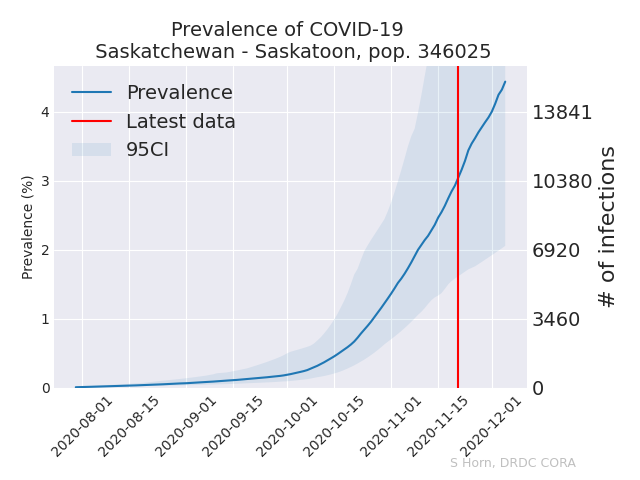 Prevalence of COVID-19
Saskatchewan - Saskatoon, pop. 346025
Prevalence
Latest data
95CI
Prevalence (%)
4
3
2
1
0
13841
10380
6920
3460
0
# of infections
2020-08-01
2020-08-15
2020-09-01
2020-09-15
2020-10-01
2020-10-15
2020-11-01
2020-11-15
2020-12-01
S Horn, DRDC CORA